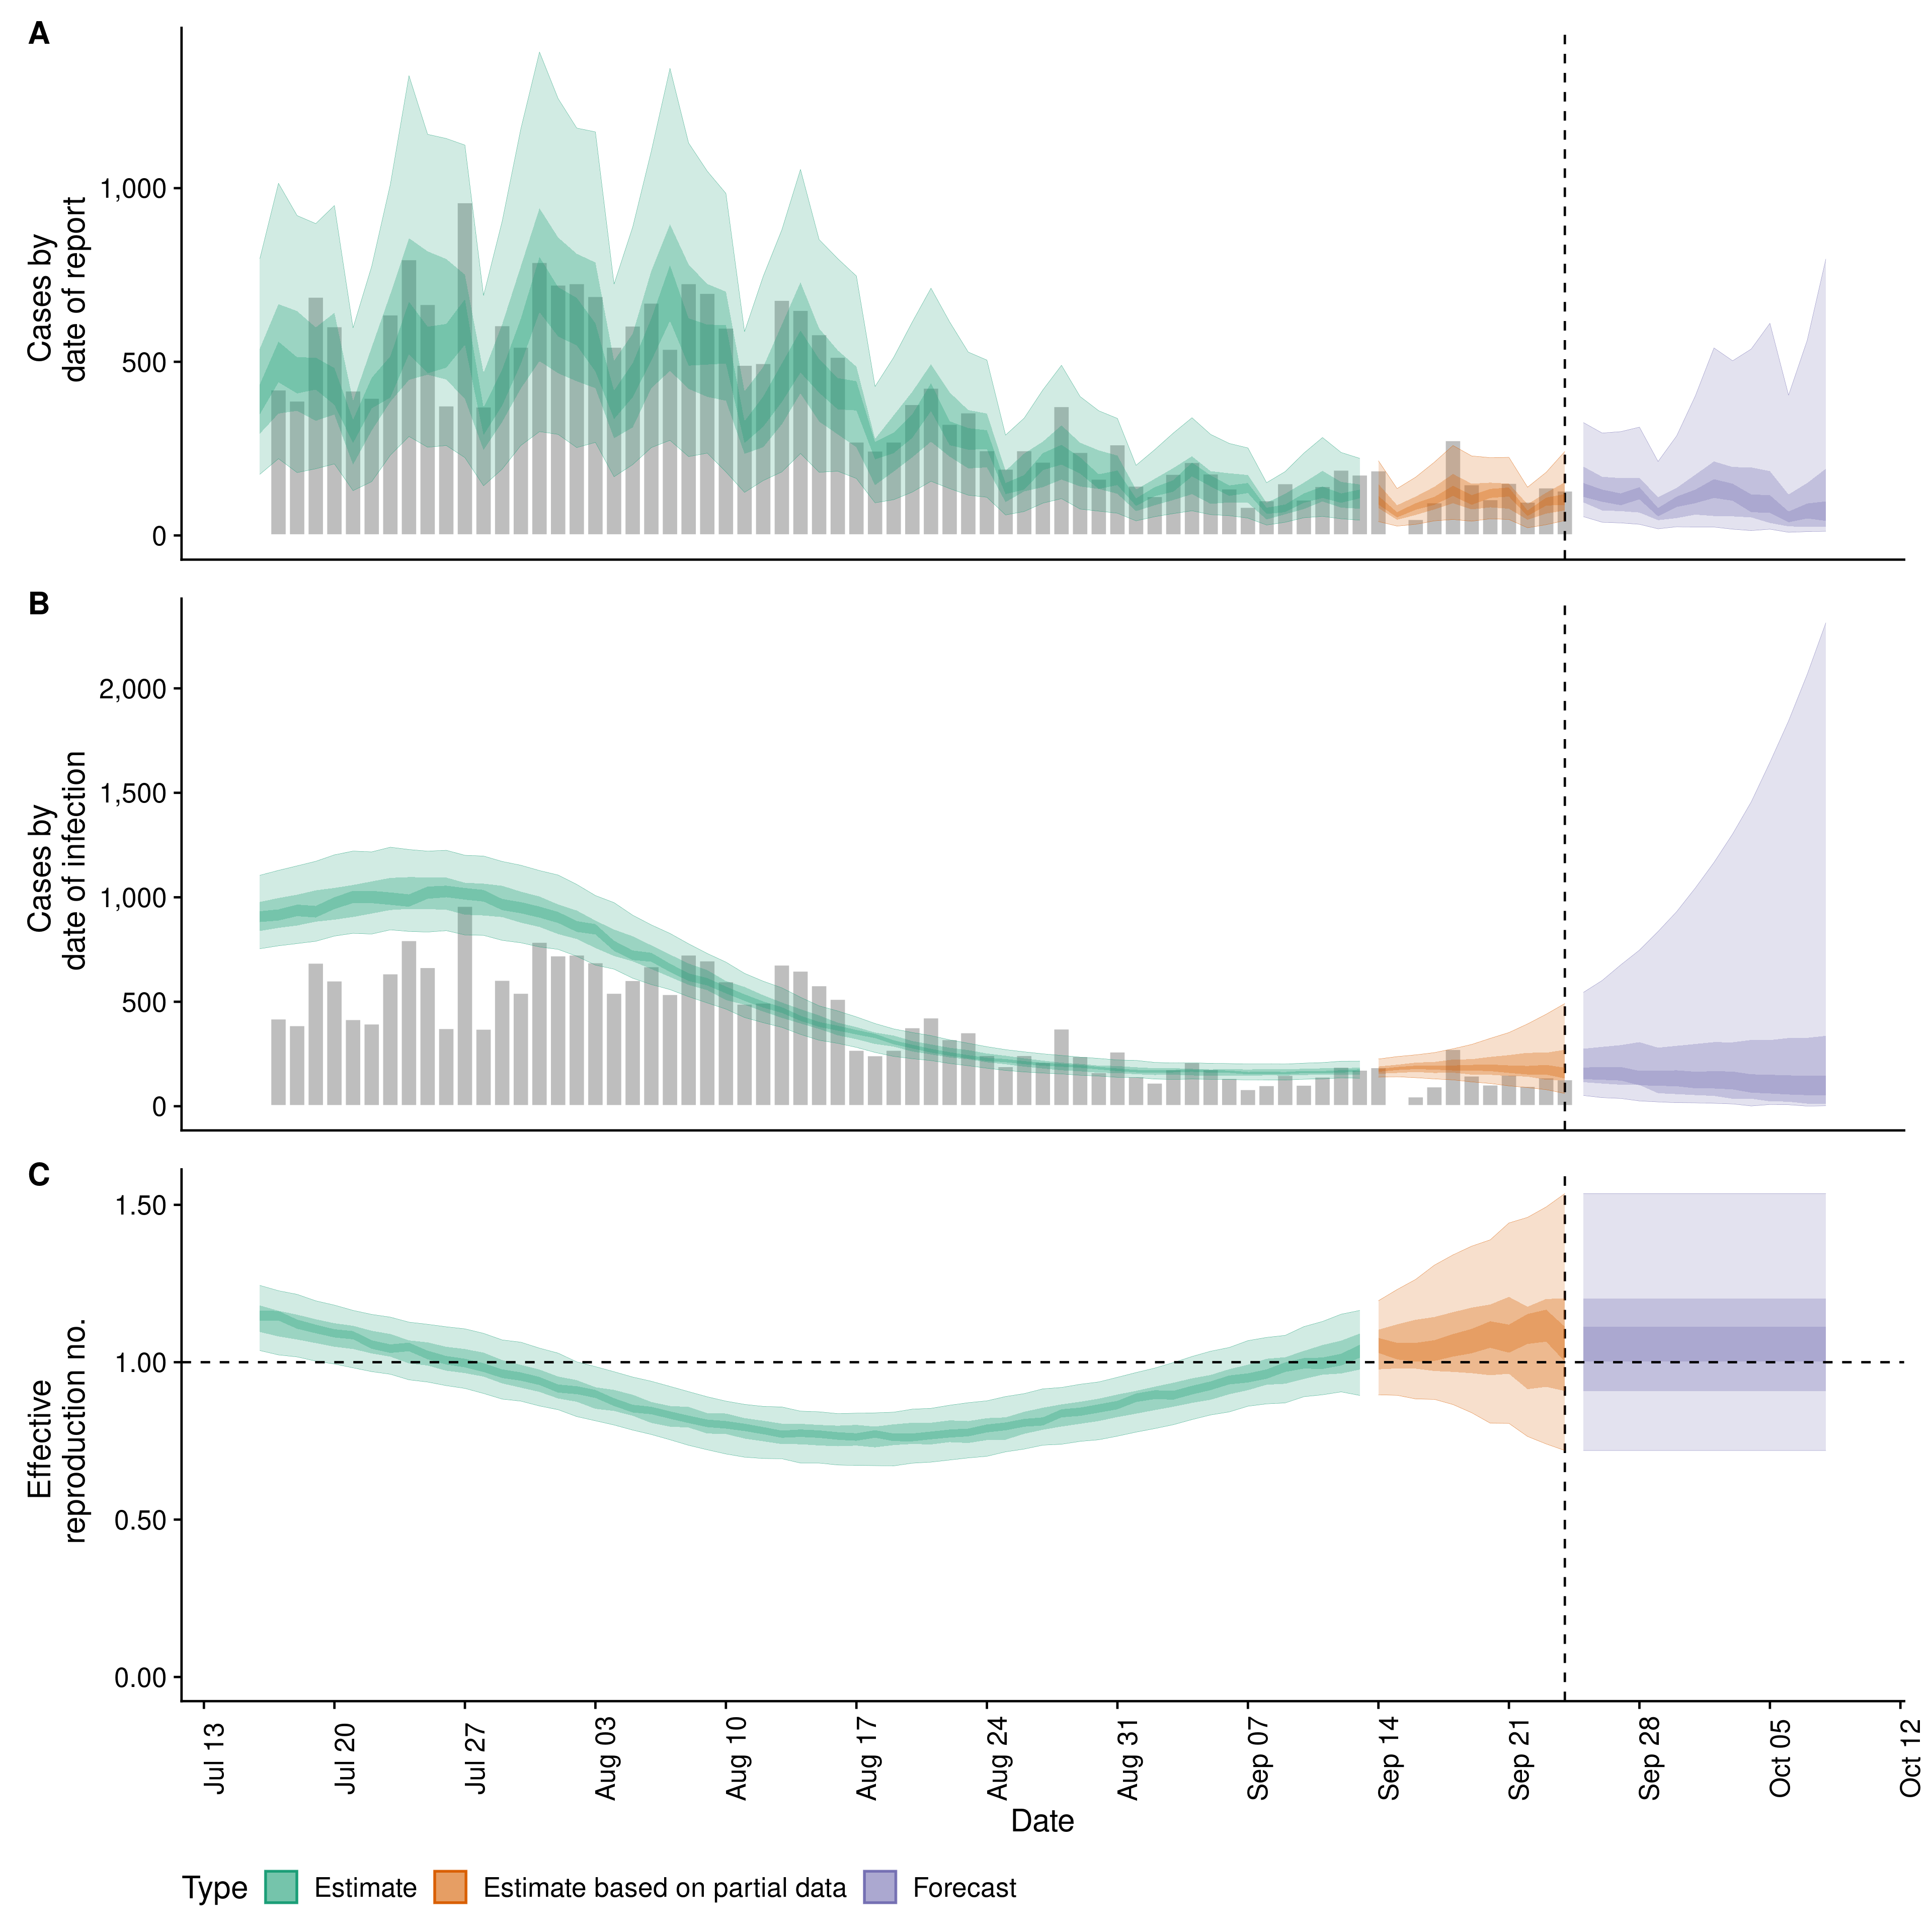 A
Cases by
date of report
1,000
500
0
B
Cases by
date of infection
2,000
1,500
1,000
500
0
C
Effective
reproduction no.
1.50
1.00
0.50
0.00
Jul 13
Jul 20
Jul 27
Aug 03
Aug 10
Aug 17
Aug 24
Aug 31
Sep 07
Sep 14
Sep 21
Sep 28
Oct 05
Oct 12
Date
Type Estimate Estimate based on partial data Forecast